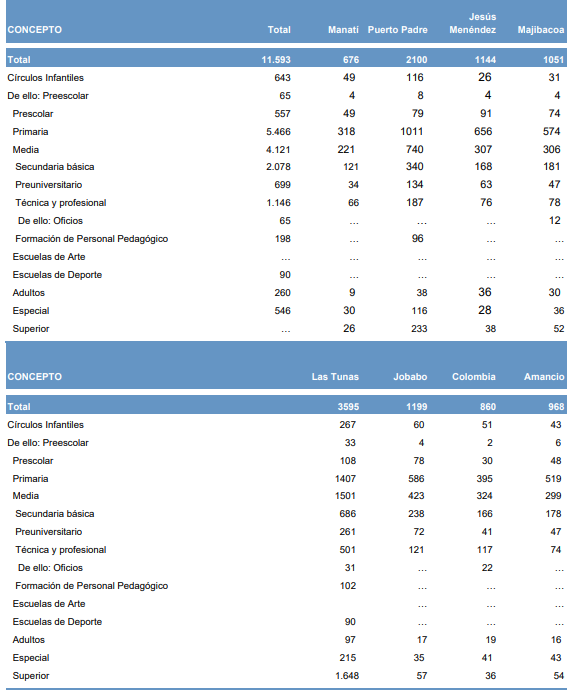 CONCEPTO Total Manatí Puerto Padre Jesús Menéndez Majibacoa
Total 11.593 676 2100 1144 1051
Círculos Infantiles 643 49 116 26 31
De ello: Preescolar 65 4 8 4 4
Prescolar 557 49 79 91 74
Primaria 5.466 318 1011 656 574
Media 4.121 221 740 307 306
Secundaria básica 2.078 121 340 168 181
Preuniversitario 699 34 134 63 47
Técnica y profesional 1.146 66 187 76 78
De ello: Oficios 65 … … … 12
Formación de Personal Pedagógico 198 … 96 … …
Escuelas de Arte … … … … …
Escuelas de Deporte 90 … … … …
Adultos 260 9 38 36 30
Especial 546 30 116 28 36
Superior … 26 233 38 52
CONCEPTO Las Tunas Jobabo Colombia Amancio
Total 3595 1199 860 968
Círculos Infantiles 267 60 51 43
De ello: Preescolar 33 4 2 6
Prescolar 108 78 30 48
Primaria 1407 586 395 519
Media 1501 423 324 299
Secundaria básica 686 238 166 178
Preuniversitario 261 72 41 47
Técnica y profesional 501 121 117 74
De ello: Oficios 31 … 22 …
Formación de Personal Pedagógico 102 … … …
Escuelas de Arte … … …
Escuelas de Deporte 90 … … …
Adultos 97 17 19 16
Especial 215 35 41 43
Superior 1.648 57 36 54